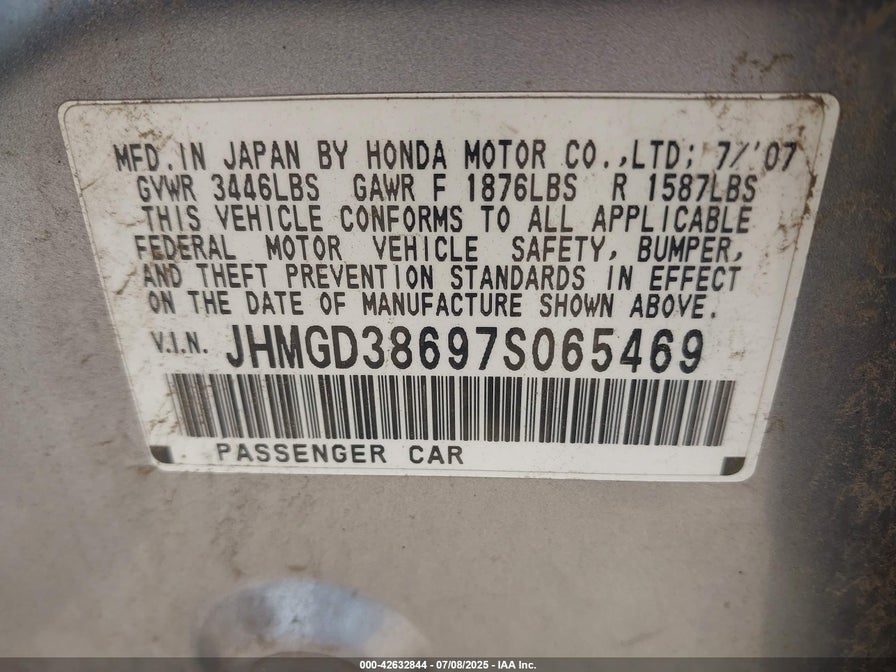 MFD.IN JAPAN BY HONDA MOTOR CO.,LTD; 7/'07
GVWR 3446LBS GAWR F 1876LBS R 1587LBS
THIS VEHICLE CONFORMS TO ALL APPLICABLE
FEDERAL MOTOR VEHICLE SAFETY, BUMPER,
AND THEFT PREVENTION STANDARDS IN EFFECT
ON THE DATE OF MANUFACTURE SHOWN ABOVE.
V.I.N. JHMGD38697S065469
PASSENGER CAR
000-42632844 - 07/08/2025 - IAA Inc.